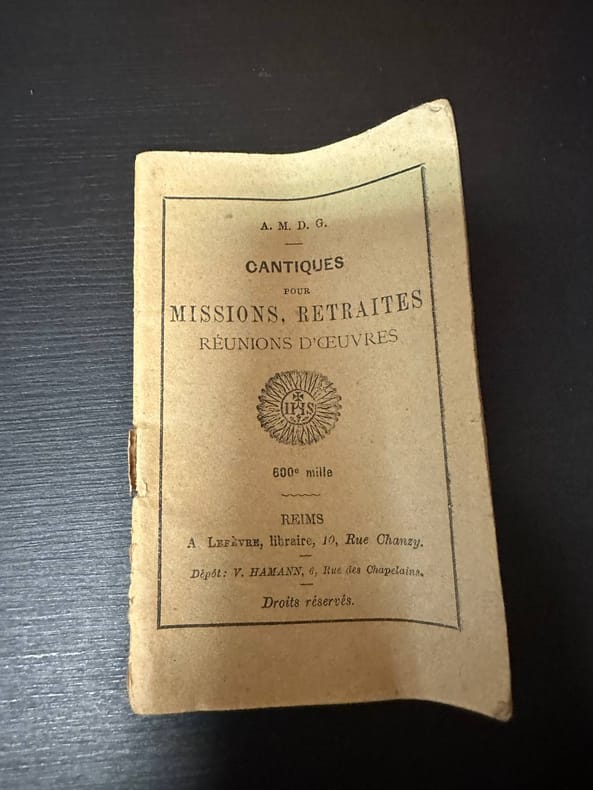 A. M. D. G.
CANTIQUES
POUR
MISSIONS, RETRAITES
RÉUNIONS D'ŒUVRES
IHS
600e mille
REIMS
A. LEFÈVRE, libraire, 10, Rue Chanzy.
Dépôt: V. HAMANN, 6, Rue des Chapelains.
Droits réservés.